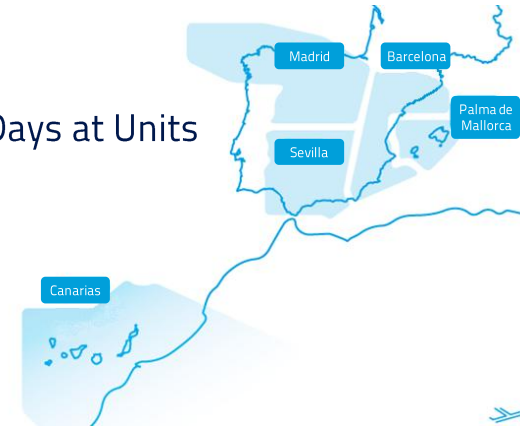 Madrid
Barcelona
Palma de
Mallorca
Days at Units
Sevilla
Canarias